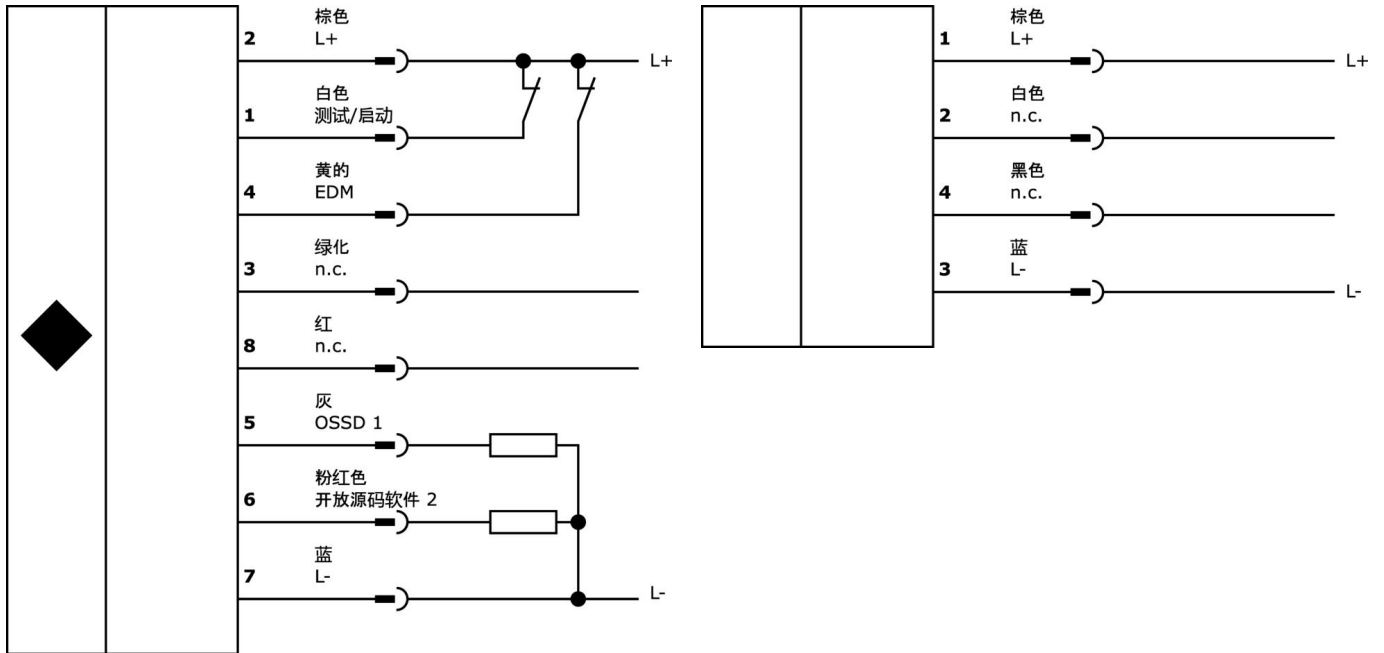 棕色
2 L+
L+
白色
1 测试/启动
黄的
4 EDM
绿化
3 n.c.
红
8 n.c.
灰
5 OSSD 1
粉红色
6 开放源码软件 2
蓝
7 L-
L-
棕色
1 L+
L+
白色
2 n.c.
黑色
4 n.c.
蓝
3 L-
L-